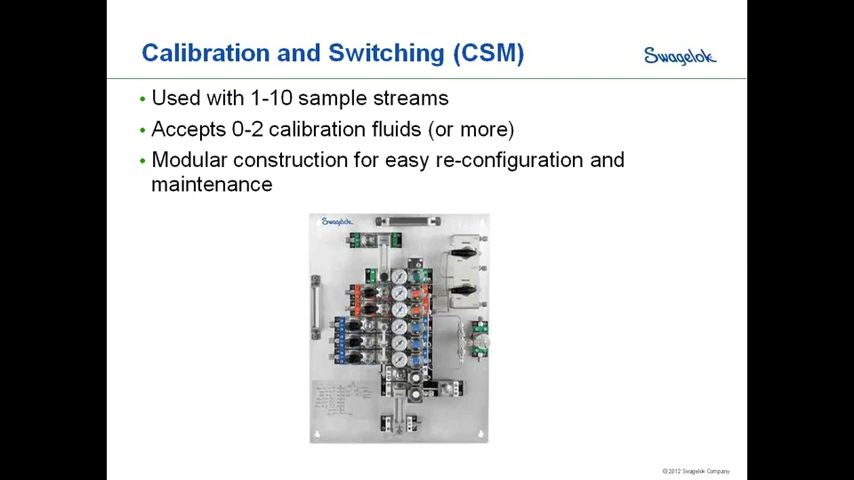 Calibration and Switching (CSM)
Swagelok
• Used with 1-10 sample streams
• Accepts 0-2 calibration fluids (or more)
• Modular construction for easy re-configuration and
maintenance
Swagelok
©2012 Swagelok Company